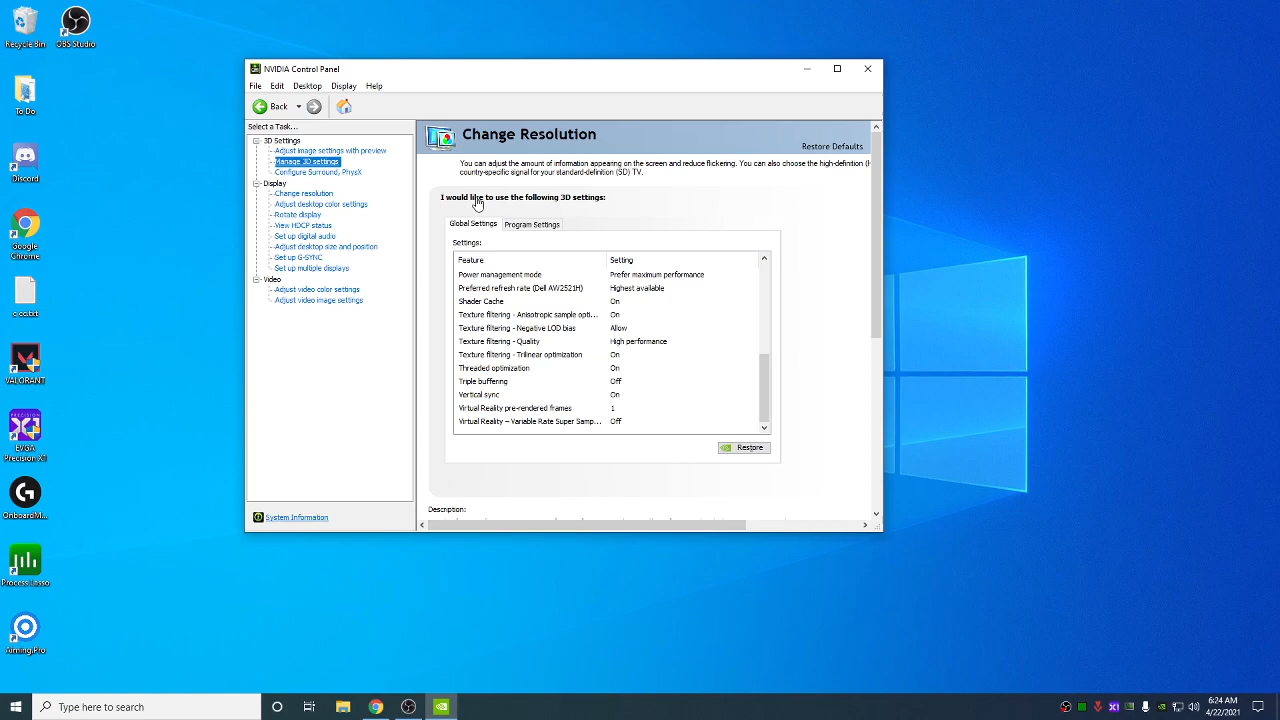 Recycle Bin
OBS Studio
To Do
Discord
Google
Chrome
VALORANT
EVGA
Precision X1
OnboardM...
Process Lasso
Aiming.Pro
NVIDIA Control Panel
File Edit Desktop Display Help
Back
Select a Task...
3D Settings
Adjust image settings with preview
Manage 3D settings
Configure Surround, PhysX
Display
Change resolution
Adjust desktop color settings
Rotate display
View HDCP status
Set up digital audio
Adjust desktop size and position
Set up G-SYNC
Set up multiple displays
Video
Adjust video color settings
Adjust video image settings
System Information
Change Resolution
Restore Defaults
You can adjust the amount of information appearing on the screen and reduce flickering. You can also choose the high-definition (H
country-specific signal for your standard-definition (SD) TV.
I would like to use the following 3D settings:
Global Settings Program Settings
Settings:
Feature Setting
Power management mode Prefer maximum performance
Preferred refresh rate (Dell AW2521H) Highest available
Shader Cache On
Texture filtering - Anisotropic sample opti... On
Texture filtering - Negative LOD bias Allow
Texture filtering - Quality High performance
Texture filtering - Trilinear optimization On
Threaded optimization On
Triple buffering Off
Vertical sync On
Virtual Reality pre-rendered frames 1
Virtual Reality – Variable Rate Super Samp... Off
Restore
Description:
Type here to search
6:24 AM
4/22/2021